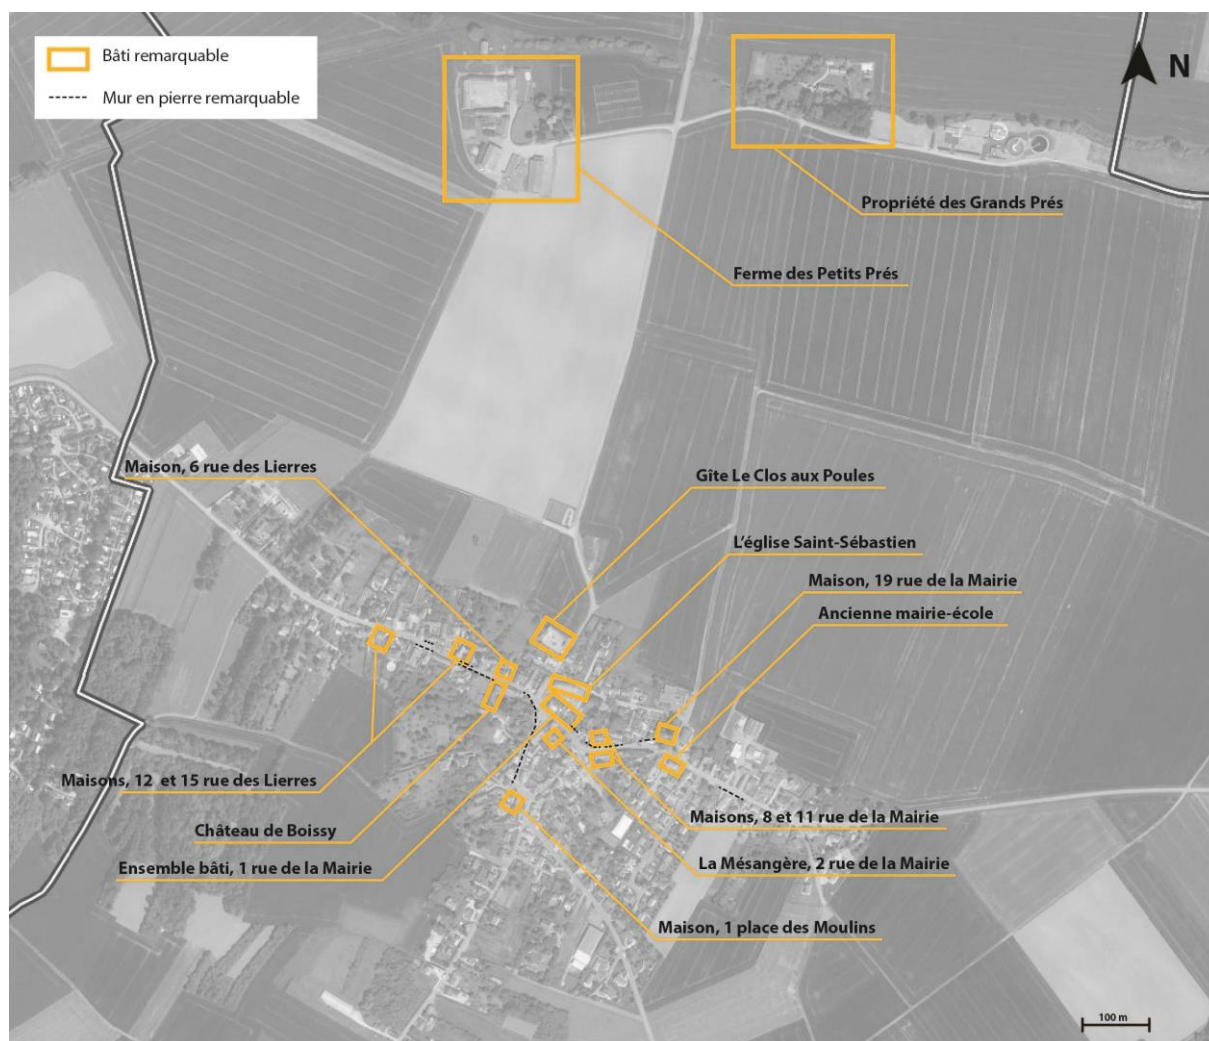 Bâti remarquable
Mur en pierre remarquable
N
Propriété des Grands Prés
Ferme des Petits Prés
Maison, 6 rue des Lierres
Gîte Le Clos aux Poules
L'église Saint-Sébastien
Maison, 19 rue de la Mairie
Ancienne mairie-école
Maisons, 12 et 15 rue des Lierres
Château de Boissy
Ensemble bâti, 1 rue de la Mairie
Maisons, 8 et 11 rue de la Mairie
La Mésangère, 2 rue de la Mairie
Maison, 1 place des Moulins
100 m